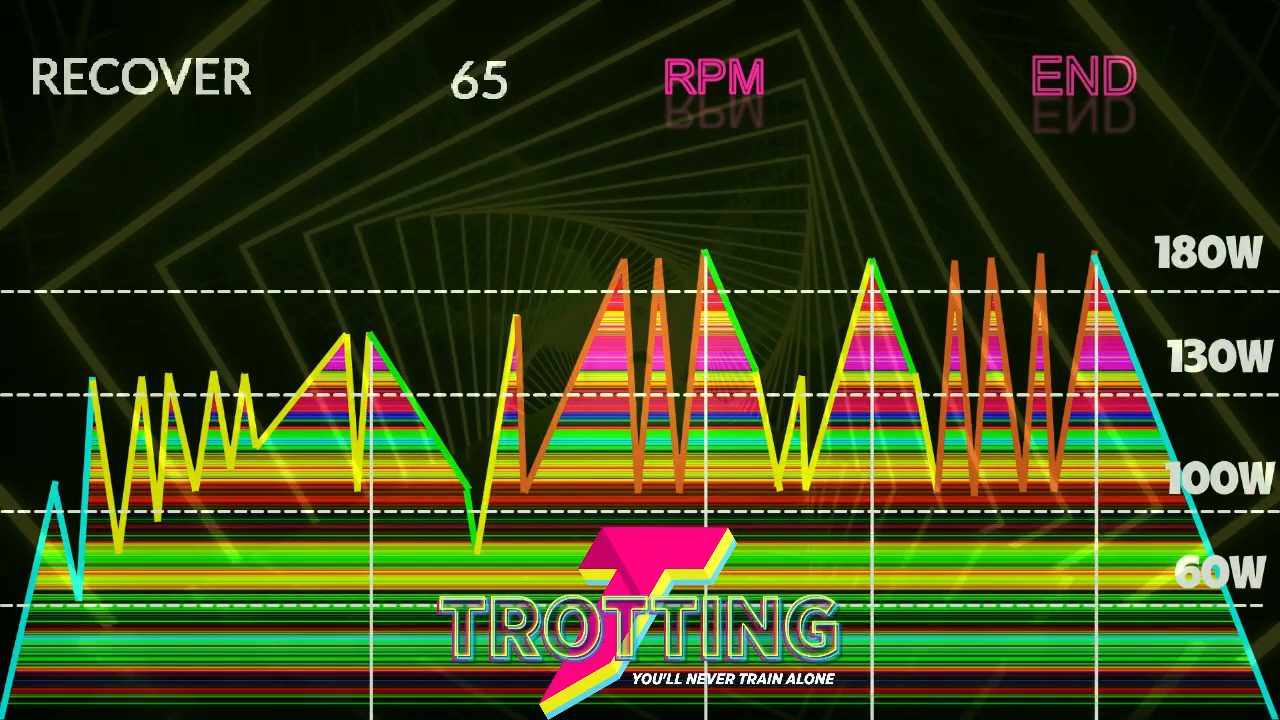 RECOVER 65 RPM END
180W
130W
100W
60W
TROTTING
YOU'LL NEVER TRAIN ALONE